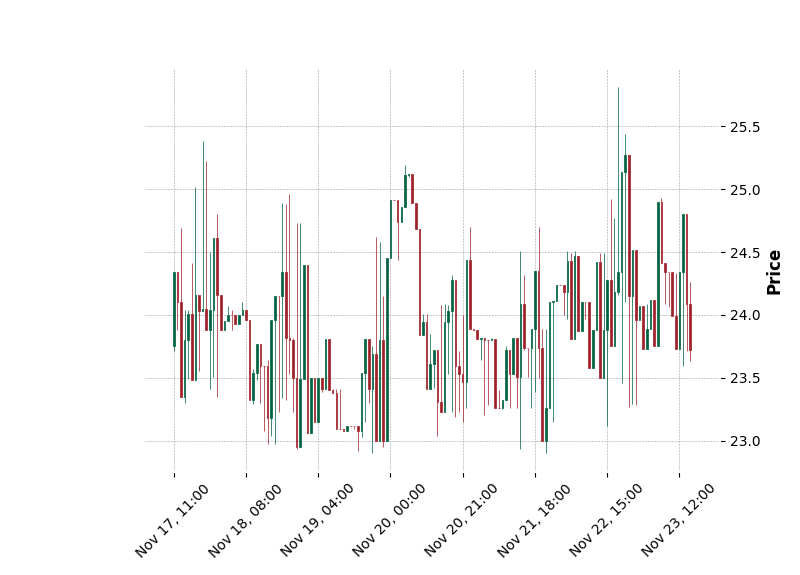 25.5
25.0
24.5
24.0
23.5
23.0
Price
Nov 17, 11:00
Nov 18, 08:00
Nov 19, 04:00
Nov 20, 00:00
Nov 20, 21:00
Nov 21, 18:00
Nov 22, 15:00
Nov 23, 12:00